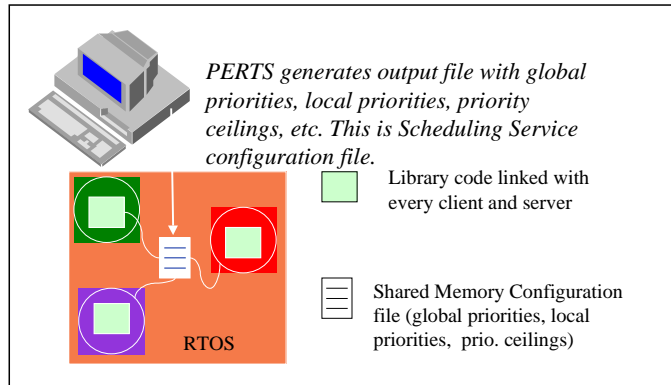 PERTS generates output file with global
priorities, local priorities, priority
ceilings, etc. This is Scheduling Service
configuration file.
Library code linked with
every client and server
Shared Memory Configuration
file (global priorities, local
priorities, prio. ceilings)
RTOS